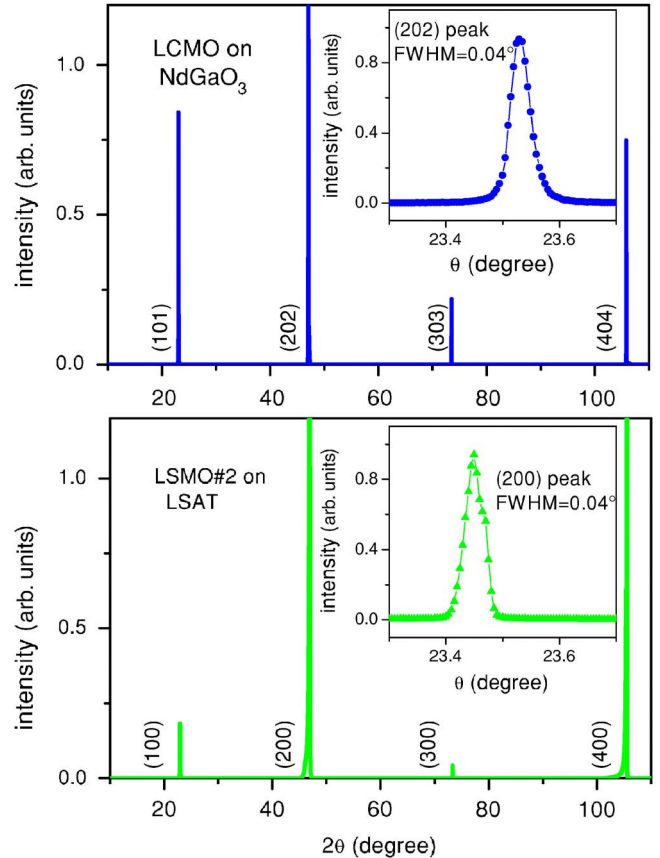 intensity (arb. units)
1.0
0.5
0.0
LCMO on
NdGaO₃
(101)
(202)
(303)
(404)
20
40
60
80
100
intensity (arb. units)
0.8
0.4
0.0
(202) peak
FWHM=0.04°
23.4
23.6
θ (degree)
intensity (arb. units)
1.0
0.5
0.0
LSMO#2 on
LSAT
(100)
(200)
(300)
(400)
20
40
60
80
100
2θ (degree)
intensity (arb. units)
0.8
0.4
0.0
(200) peak
FWHM=0.04°
23.4
23.6
θ (degree)